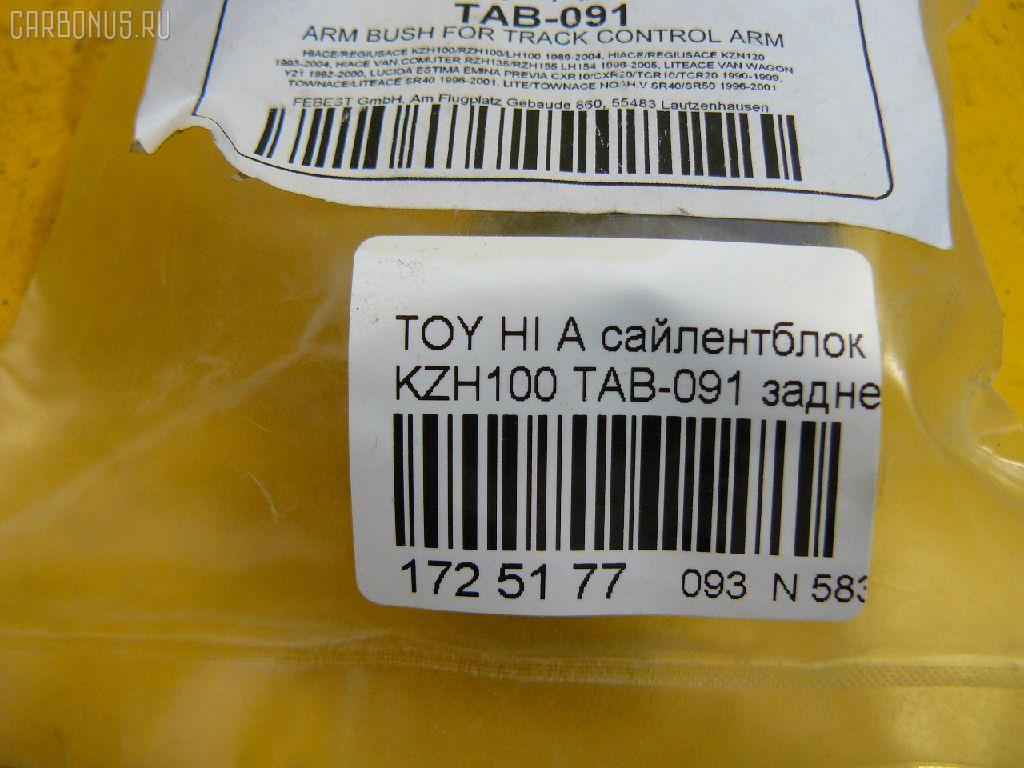 CARBONUS.RU
TAB-091
ARM BUSH FOR TRACK CONTROL ARM
HIACE/REGIUSACE KZH100/RZH100/LH100 1989-2004, HIACE/REGIUSACE KZN120
1993-2004, HIACE VAN COMUTER RZH135/RZH155 LH154 1996-2005, LITEACE VAN WAGON
Y21 1992-2000, LUCIDA ESTIMA EMINA PREVIA CXR10/CXR20/TCR10/TCR20 1990-1999,
TOWNACE/LITEACE SR40 1996-2001, LITE/TOWNACE NOAH,V SR40/SR50 1996-2001
FEBEST GmbH, Am Flugplatz Gebaude 860, 55483 Lautzenhausen
TOY HI A сайлентблок
KZH100 TAB-091 задне
172 51 77 093 N 583